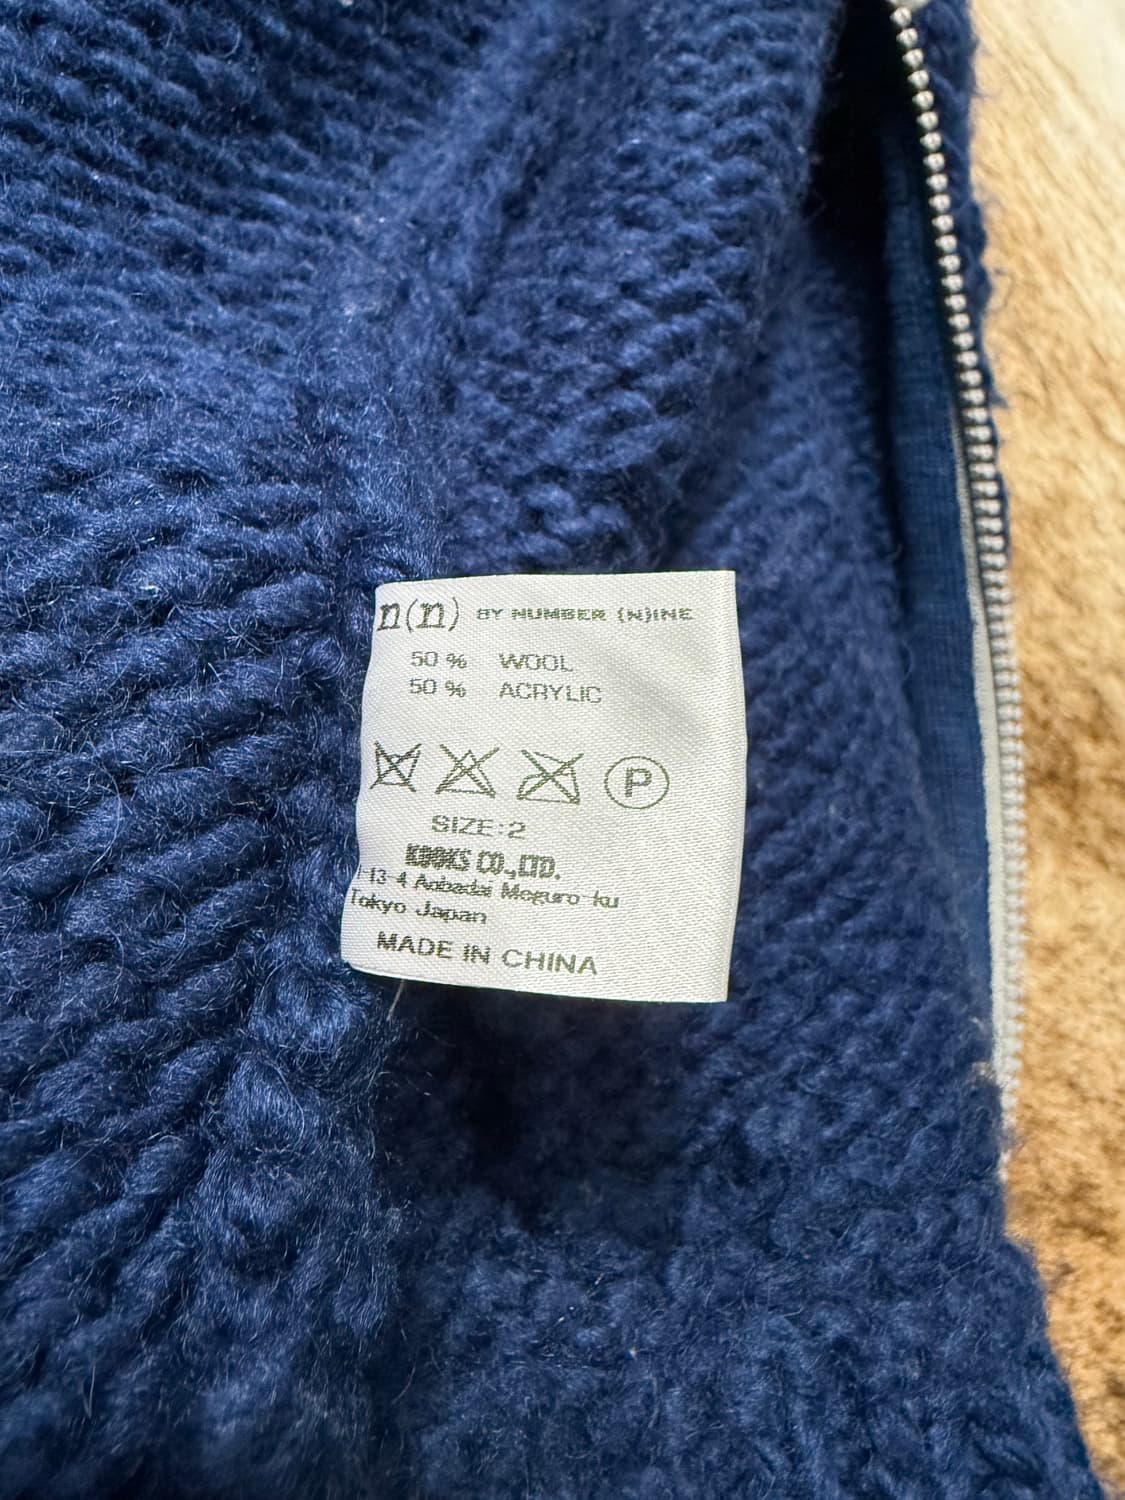 n(n) BY NUMBER (N)INE
50 % WOOL
50 % ACRYLIC
P
SIZE:2
KOOKS CO.,LTD.
1-13-4 Aobadai Meguro-ku
Tokyo Japan
MADE IN CHINA